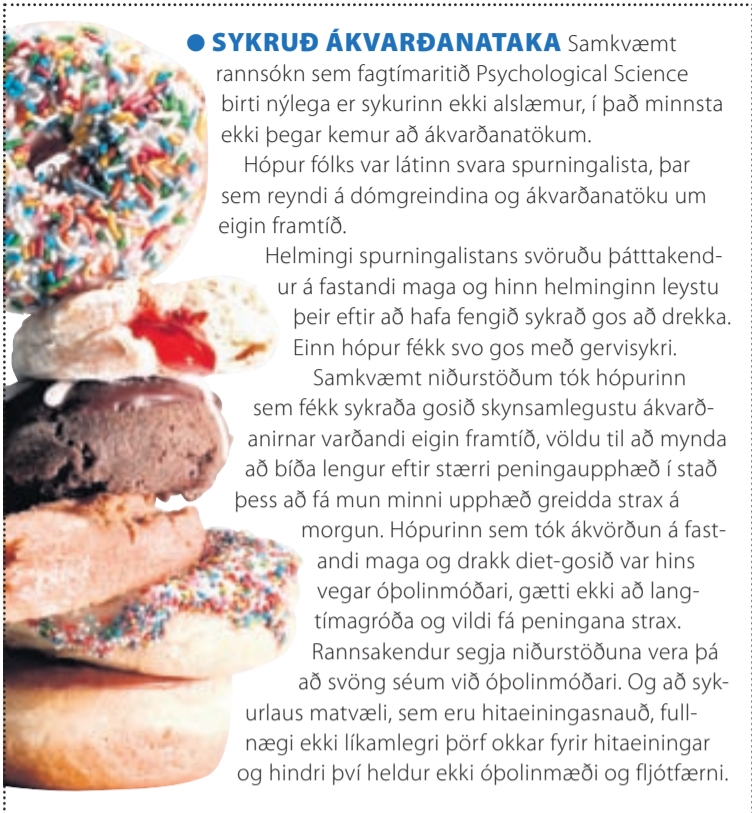 ● SYKRUÐ ÁKVARÐANATAKA Samkvæmt
rannsókn sem fagtímaritið Psychological Science
birti nýlega er sykurinn ekki alslæmur, í það minnsta
ekki þegar kemur að ákvarðanatökum.
Hópur fólks var látinn svara spurningalista, þar
sem reyndi á dómgreindina og ákvarðanatöku um
eigin framtíð.
Helmingi spurningalistans svöruðu þátttakend-
ur á fastandi maga og hinn helminginn leystu
þeir eftir að hafa fengið sykrað gos að drekka.
Einn hópur fékk svo gos með gervisykri.
Samkvæmt niðurstöðum tók hópurinn
sem fékk sykraða gosið skynsamlegustu ákvarð-
anirnar varðandi eigin framtíð, völdu til að mynda
að bíða lengur eftir stærri peningaupphæð í stað
þess að fá mun minni upphæð greidda strax á
morgun. Hópurinn sem tók ákvörðun á fast-
andi maga og drakk diet-gosið var hins
vegar óþolinmóðari, gætti ekki að lang-
tímagróða og vildi fá peningana strax.
Rannsakendur segja niðurstöðuna vera þá
að svöng séum við óþolinmóðari. Og að syk-
urlaus matvæli, sem eru hitaeiningasnauð, full-
nægi ekki líkamlegri þörf okkar fyrir hitaeiningar
og hindri því heldur ekki óþolinmæði og fljótfærni.